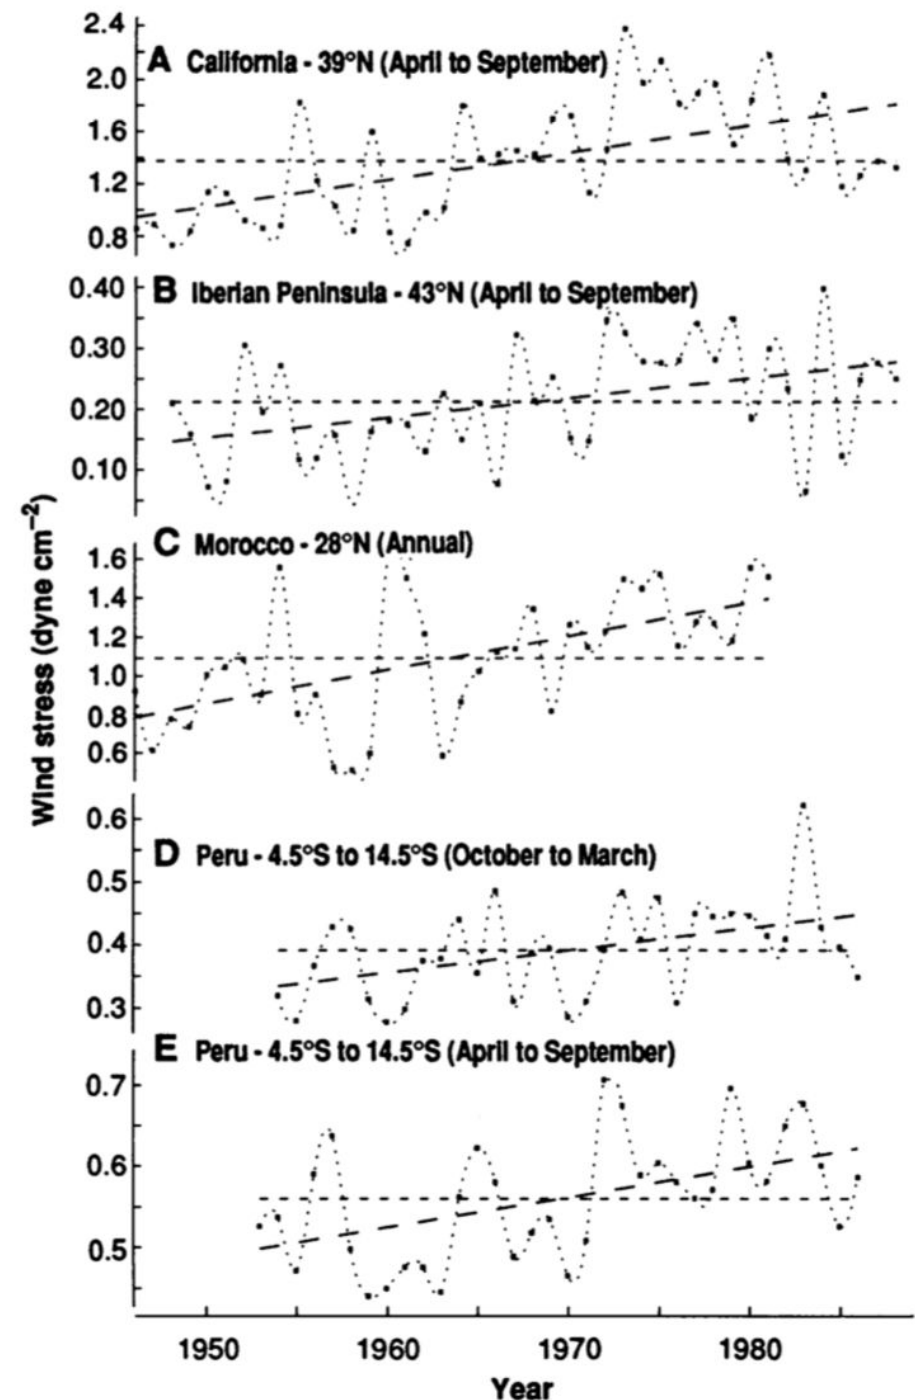 2.4
A California - 39°N (April to September)
2.0
1.6
1.2
0.8
0.40
B Iberian Peninsula - 43°N (April to September)
0.30
0.20
0.10
Wind stress (dyne cm⁻²)
C Morocco - 28°N (Annual)
1.6
1.4
1.2
1.0
0.8
0.6
0.6
D Peru - 4.5°S to 14.5°S (October to March)
0.5
0.4
0.3
E Peru - 4.5°S to 14.5°S (April to September)
0.7
0.6
0.5
1950 1960 1970 1980
Year